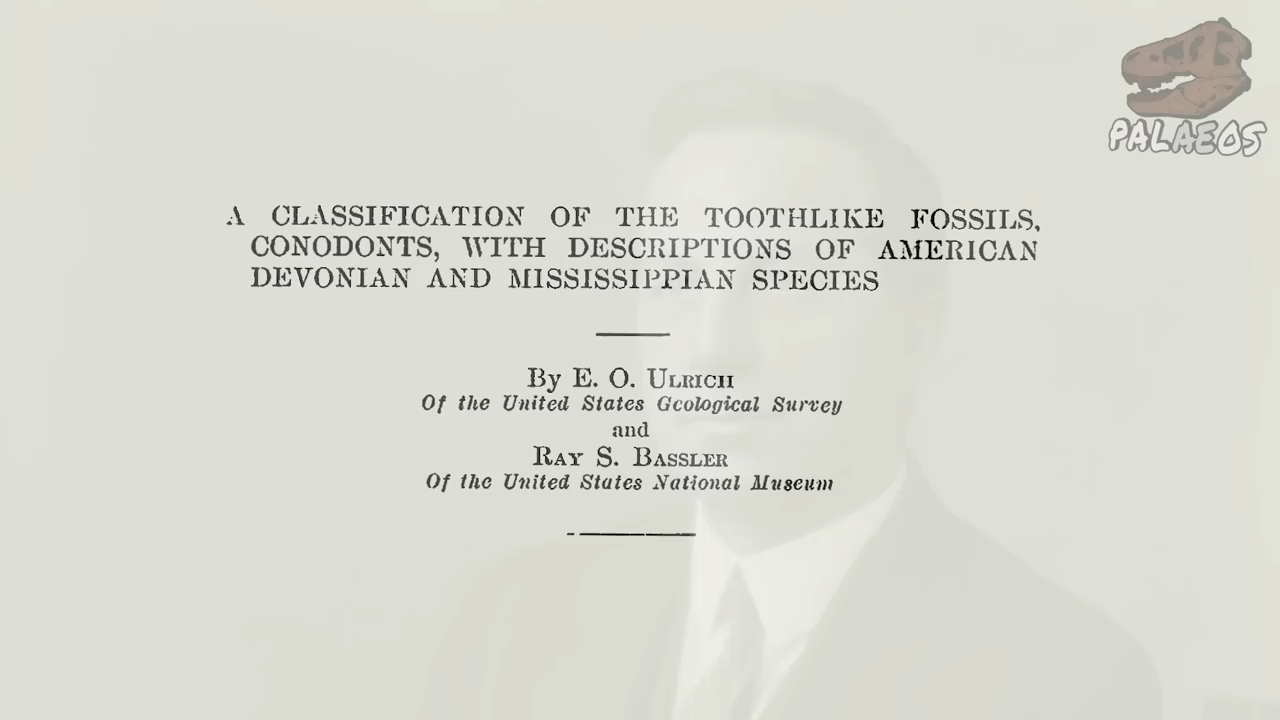 PALAEOS
A CLASSIFICATION OF THE TOOTHLIKE FOSSILS,
CONODONTS, WITH DESCRIPTIONS OF AMERICAN
DEVONIAN AND MISSISSIPPIAN SPECIES
By E. O. ULRICH
Of the United States Geological Survey
and
RAY S. BASSLER
Of the United States National Museum